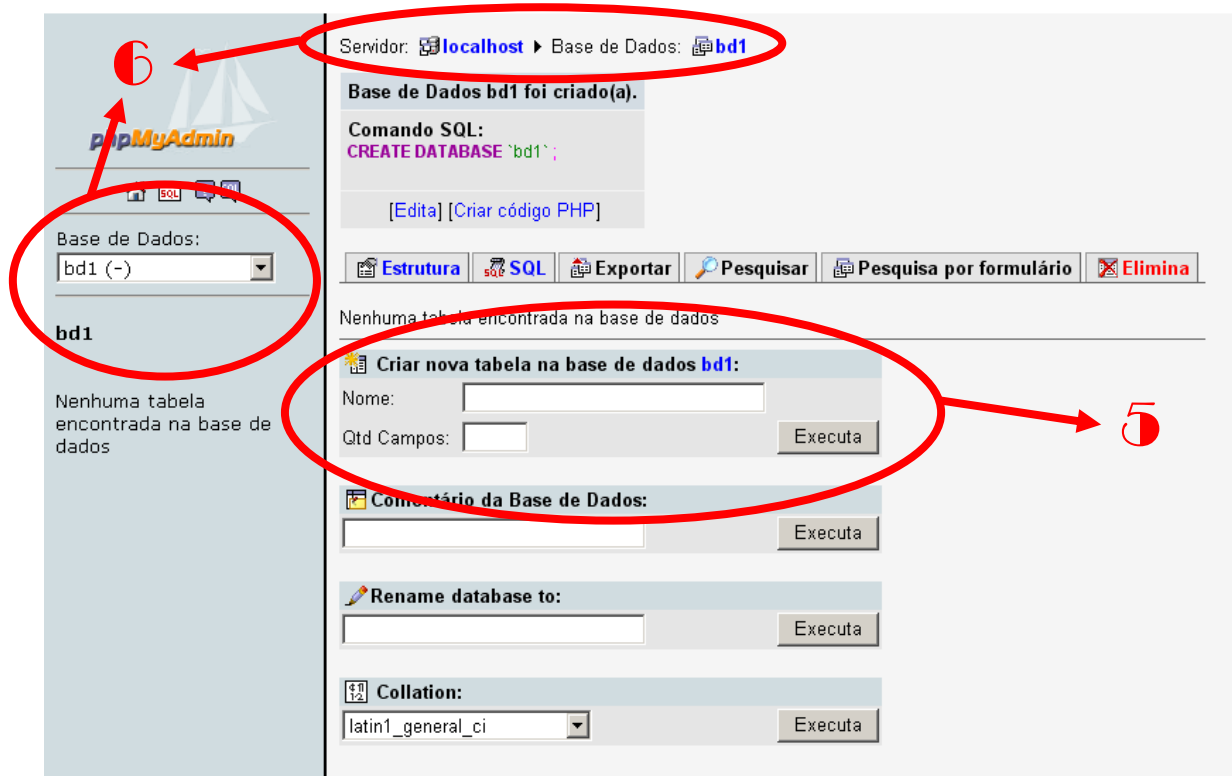 6
phpMyAdmin
SQL
SQL
Base de Dados:
bd1 (-)
bd1
Nenhuma tabela
encontrada na base de
dados
Servidor: localhost ▸ Base de Dados: bd1
Base de Dados bd1 foi criado(a).
Comando SQL:
CREATE DATABASE `bd1` ;
[Edita] [Criar código PHP]
Estrutura SQL Exportar Pesquisar Pesquisa por formulário Elimina
Nenhuma tabela encontrada na base de dados
Criar nova tabela na base de dados bd1:
Nome:
Qtd Campos: Executa
5
Comentário da Base de Dados:
Executa
Rename database to:
Executa
Collation:
latin1_general_ci Executa